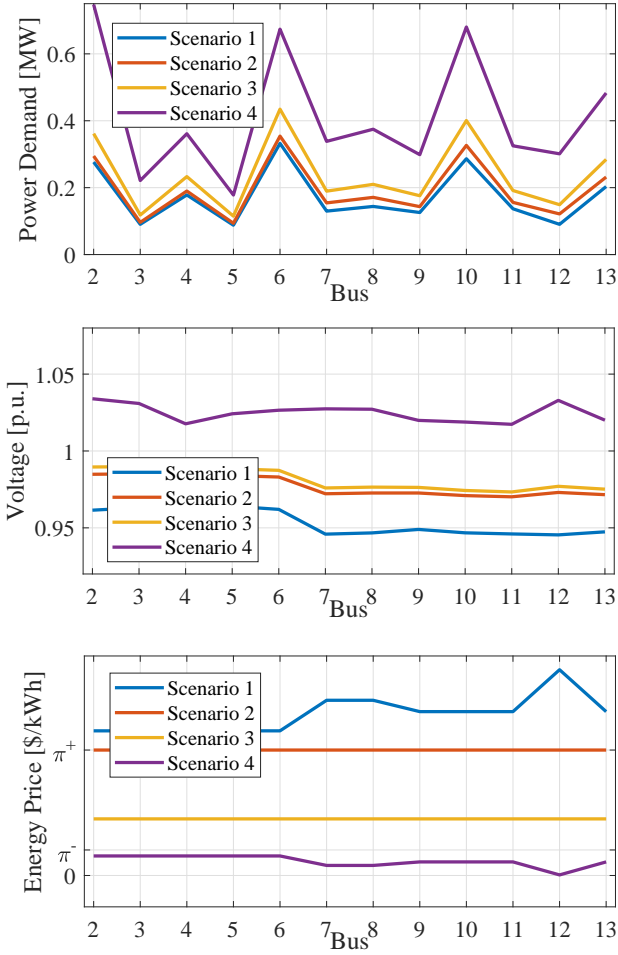 Power Demand [MW]
0.6
0.4
0.2
0
Scenario 1
Scenario 2
Scenario 3
Scenario 4
2 3 4 5 6 7 8 9 10 11 12 13
Bus
Voltage [p.u.]
1.05
1
0.95
Scenario 1
Scenario 2
Scenario 3
Scenario 4
2 3 4 5 6 7 8 9 10 11 12 13
Bus
Energy Price [$/kWh]
π⁺
π⁻
0
Scenario 1
Scenario 2
Scenario 3
Scenario 4
2 3 4 5 6 7 8 9 10 11 12 13
Bus